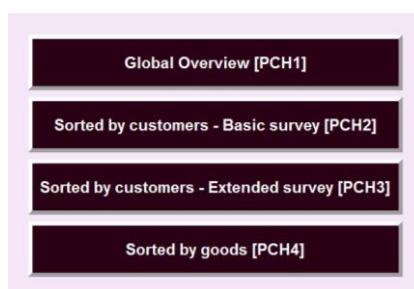 Global Overview [PCH1]
Sorted by customers - Basic survey [PCH2]
Sorted by customers - Extended survey [PCH3]
Sorted by goods [PCH4]